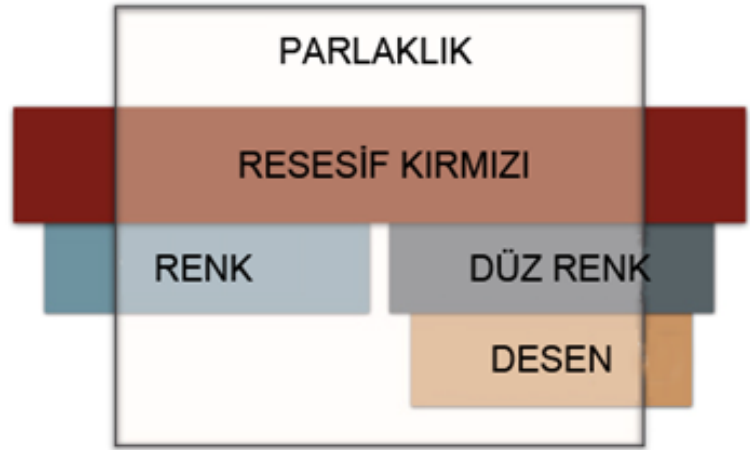 PARLAKLIK
RESESİF KIRMIZI
RENK
DÜZ RENK
DESEN